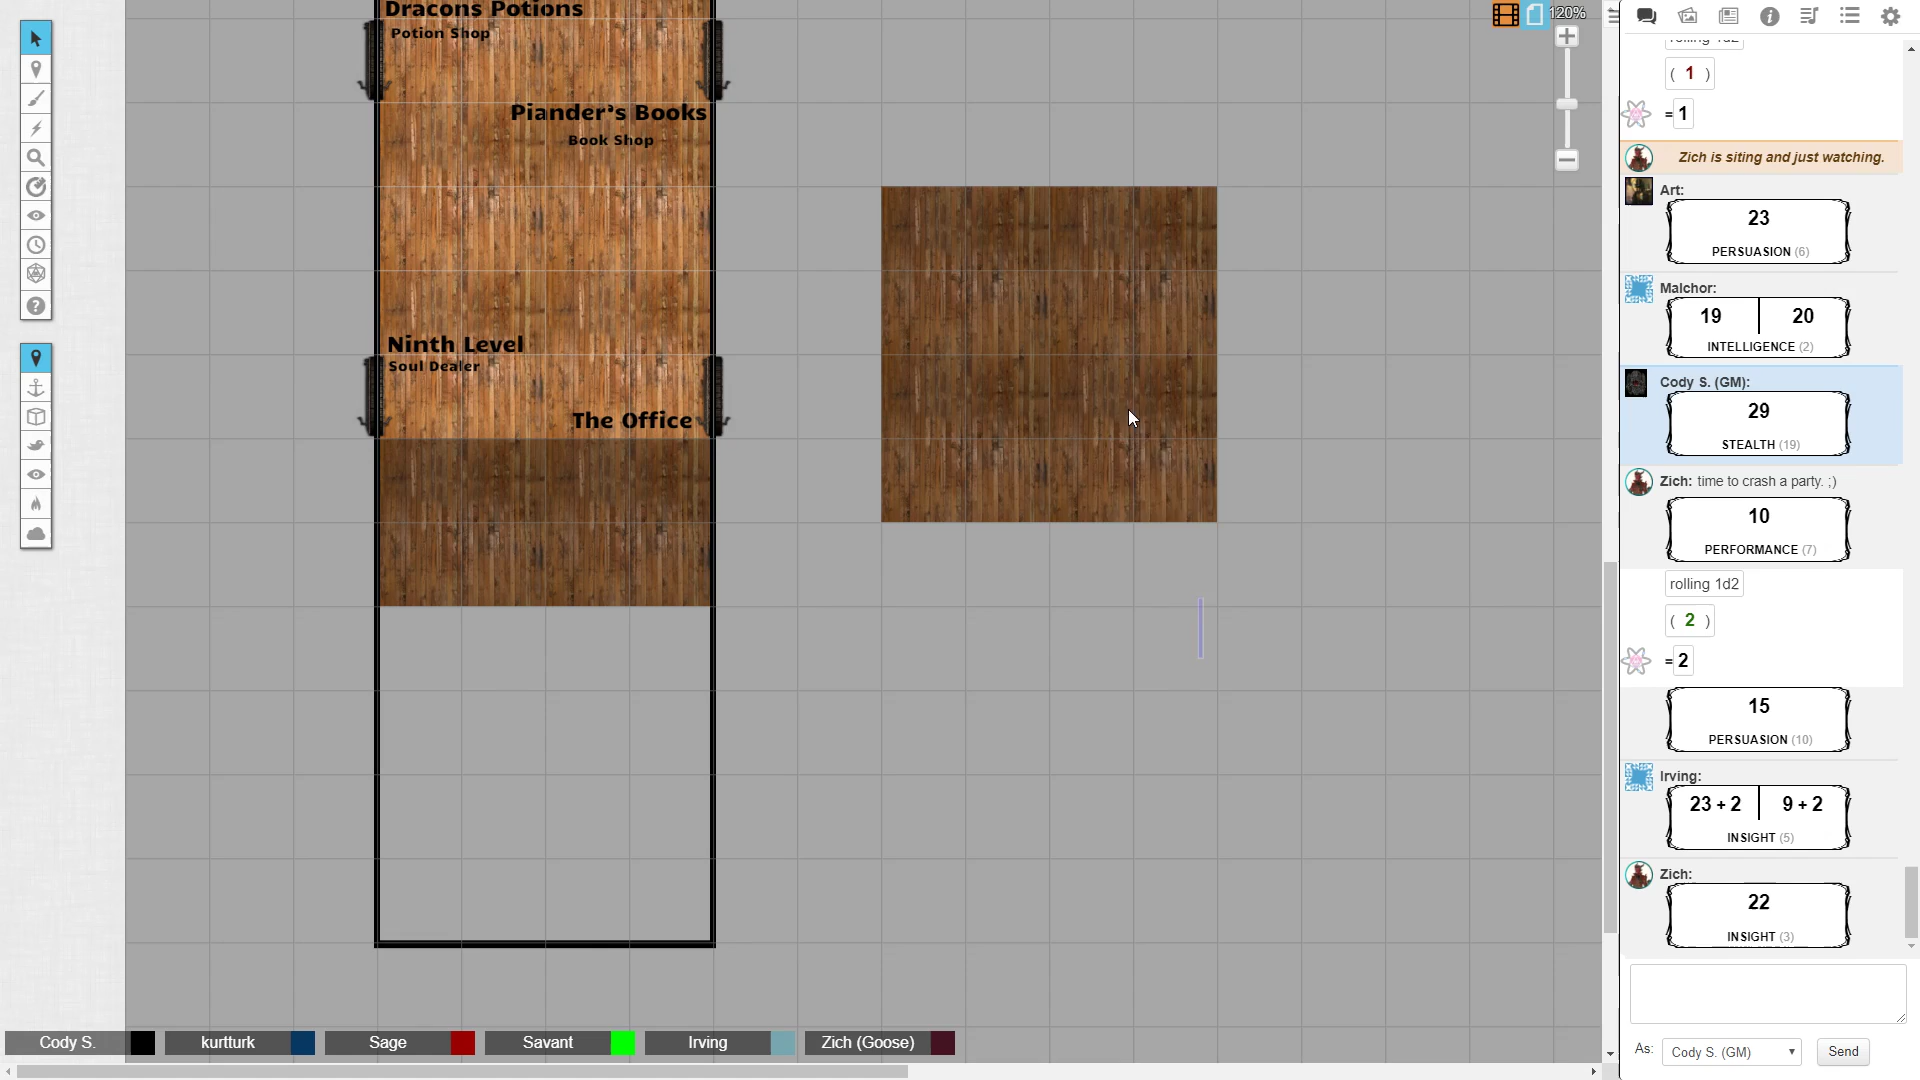 Dracons Potions
Potion Shop
Piander's Books
Book Shop
Ninth Level
Soul Dealer
The Office
120%
rolling 1d2
( 1 )
=1
Zich is siting and just watching.
Art:
23
PERSUASION (6)
Malchor:
19 20
INTELLIGENCE (2)
Cody S. (GM):
29
STEALTH (19)
Zich: time to crash a party. ;)
10
PERFORMANCE (7)
rolling 1d2
( 2 )
=2
15
PERSUASION (10)
Irving:
23 + 2 9 + 2
INSIGHT (5)
Zich:
22
INSIGHT (3)
As: Cody S. (GM) Send
Cody S. kurtturk Sage Savant Irving Zich (Goose)